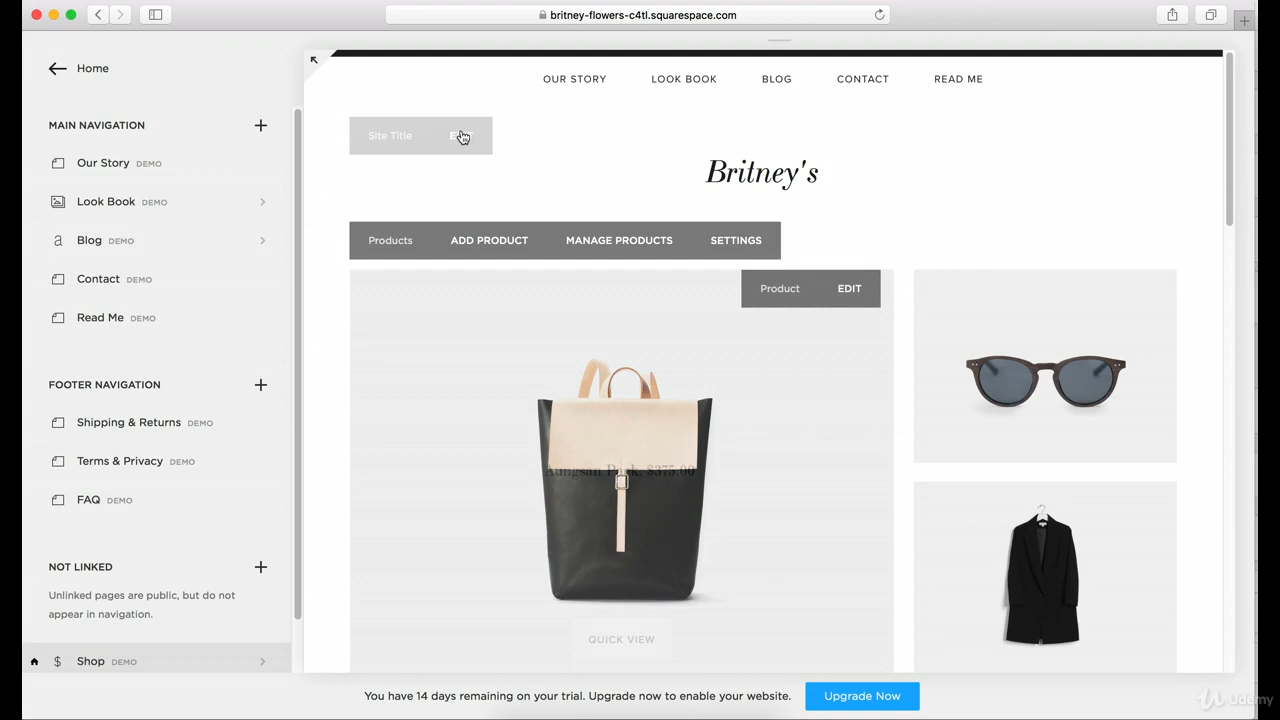 britney-flowers-c4tl.squarespace.com
Home
MAIN NAVIGATION
Our Story DEMO
Look Book DEMO
Blog DEMO
Contact DEMO
Read Me DEMO
FOOTER NAVIGATION
Shipping & Returns DEMO
Terms & Privacy DEMO
FAQ DEMO
NOT LINKED
Unlinked pages are public, but do not
appear in navigation.
Shop DEMO
OUR STORY LOOK BOOK BLOG CONTACT READ ME
Site Title EDIT
Britney's
Products ADD PRODUCT MANAGE PRODUCTS SETTINGS
Product EDIT
$375.00
QUICK VIEW
You have 14 days remaining on your trial. Upgrade now to enable your website. Upgrade Now
Udemy